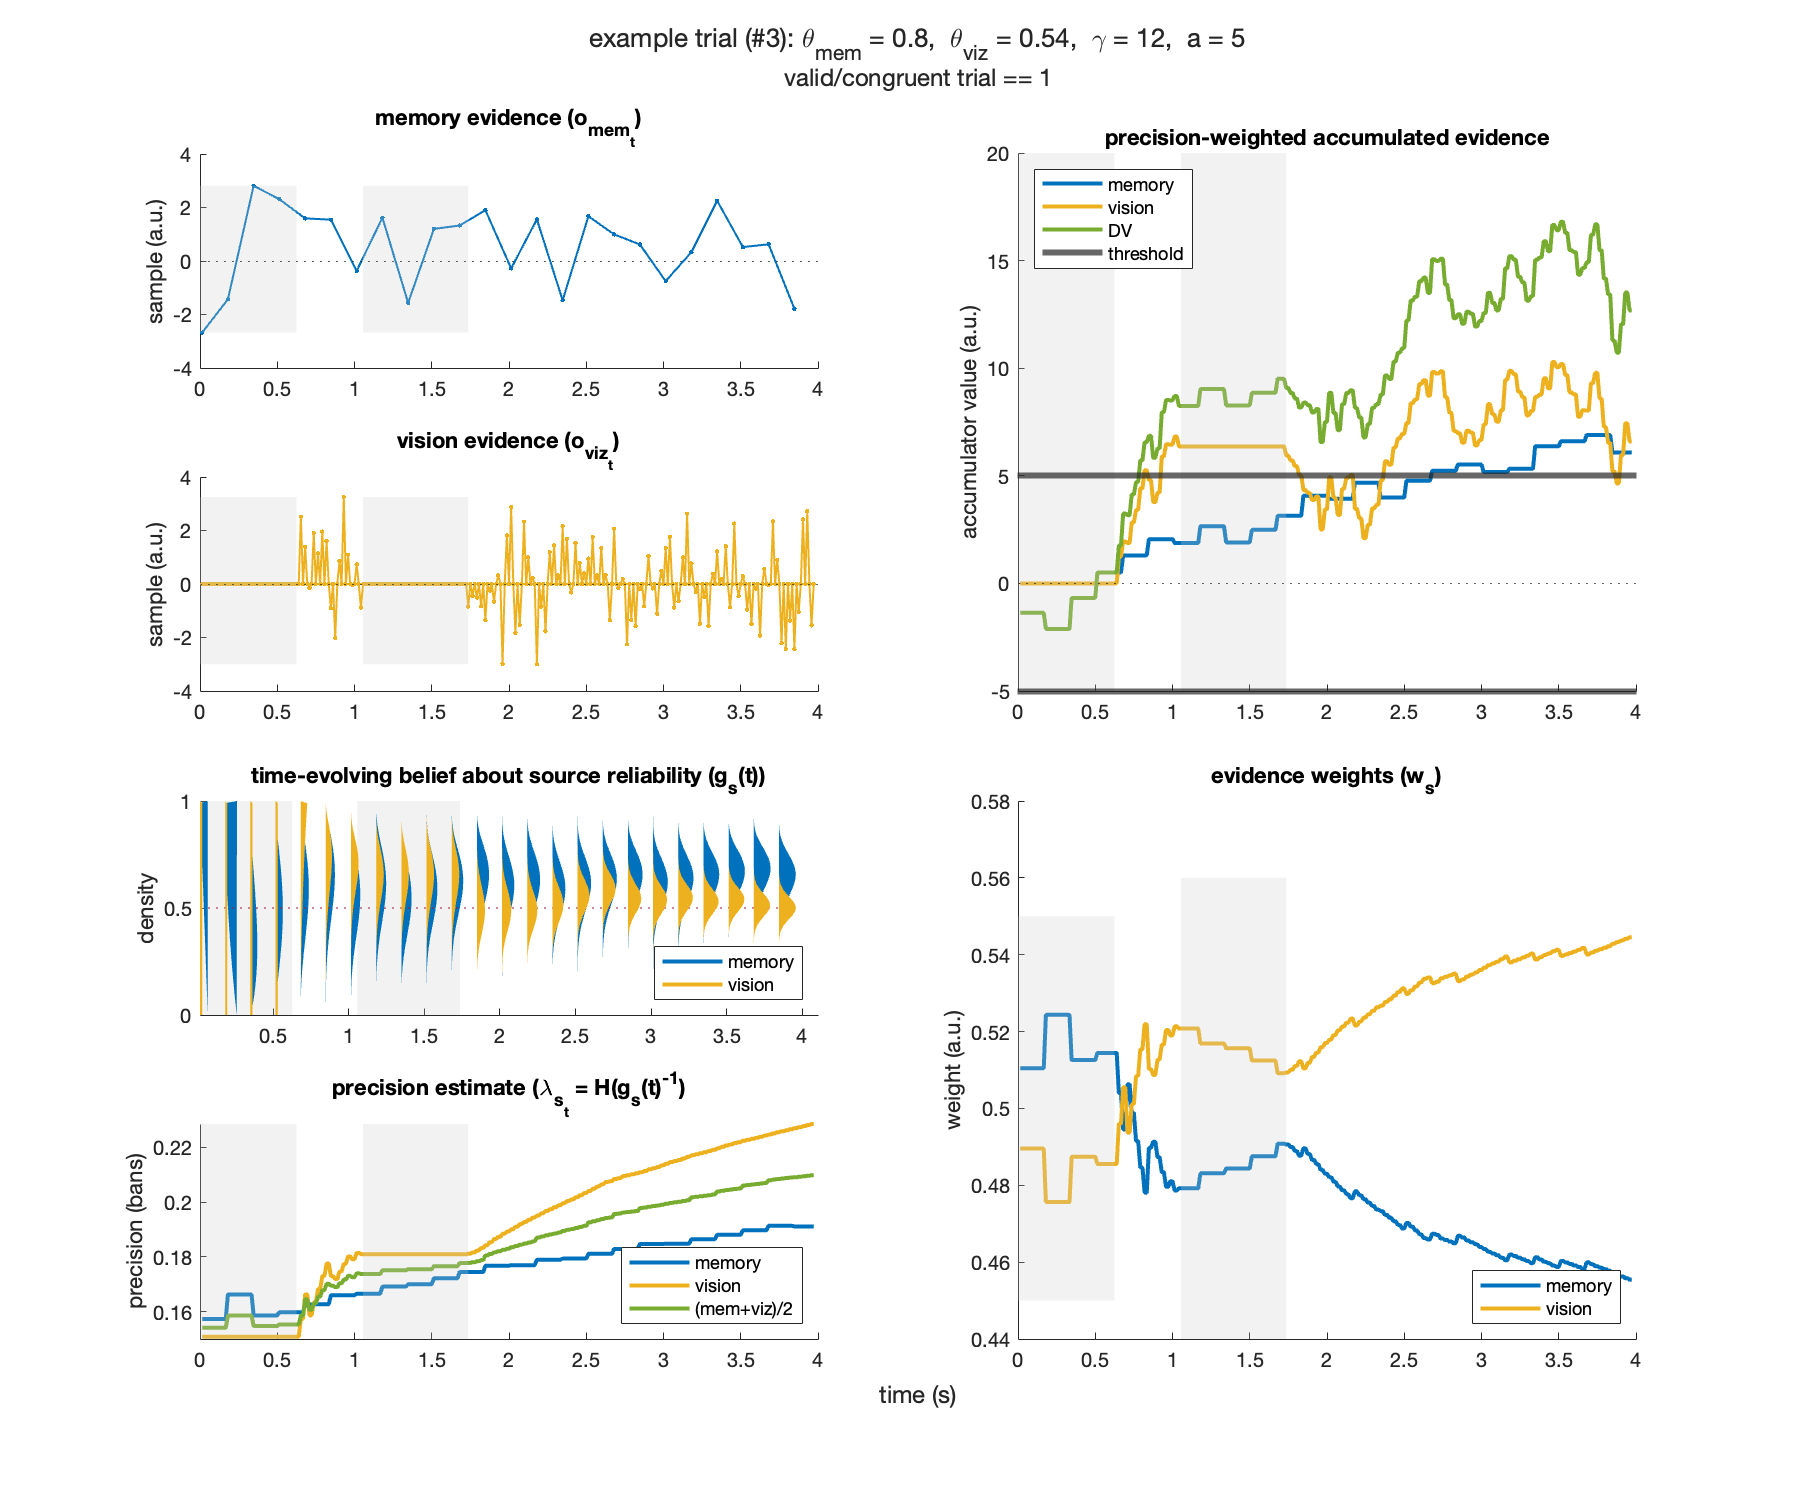 example trial (#3): θmem = 0.8, θviz = 0.54, γ = 12, a = 5
valid/congruent trial == 1
memory evidence (o_mem_t)
sample (a.u.)
4
2
0
-2
-4
0 0.5 1 1.5 2 2.5 3 3.5 4
vision evidence (o_viz_t)
sample (a.u.)
4
2
0
-2
-4
0 0.5 1 1.5 2 2.5 3 3.5 4
time-evolving belief about source reliability (g_s(t))
density
1
0.5
0
0.5 1 1.5 2 2.5 3 3.5 4
memory
vision
precision estimate (λ_s_t = H(g_s(t)^-1)
precision (bans)
0.22
0.2
0.18
0.16
0 0.5 1 1.5 2 2.5 3 3.5 4
memory
vision
(mem+viz)/2
precision-weighted accumulated evidence
accumulator value (a.u.)
20
15
10
5
0
-5
0 0.5 1 1.5 2 2.5 3 3.5 4
memory
vision
DV
threshold
evidence weights (w_s)
weight (a.u.)
0.58
0.56
0.54
0.52
0.5
0.48
0.46
0.44
0 0.5 1 1.5 2 2.5 3 3.5 4
memory
vision
time (s)